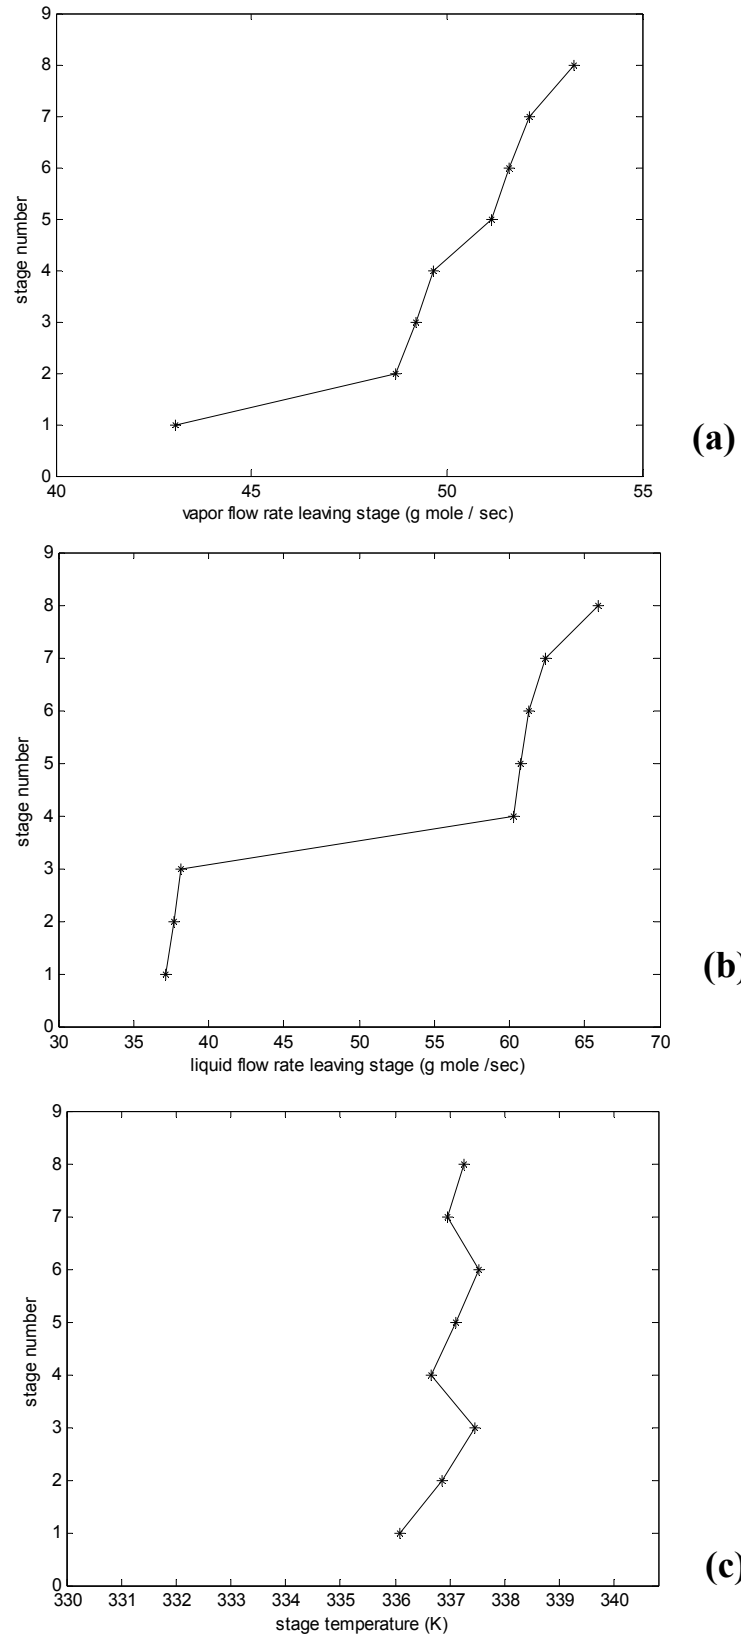 9
8
7
6
5
4
3
2
1
0
stage number
40 45 50 55
vapor flow rate leaving stage (g mole / sec)
(a)
9
8
7
6
5
4
3
2
1
0
stage number
30 35 40 45 50 55 60 65 70
liquid flow rate leaving stage (g mole /sec)
(b)
9
8
7
6
5
4
3
2
1
0
stage number
330 331 332 333 334 335 336 337 338 339 340
stage temperature (K)
(c)